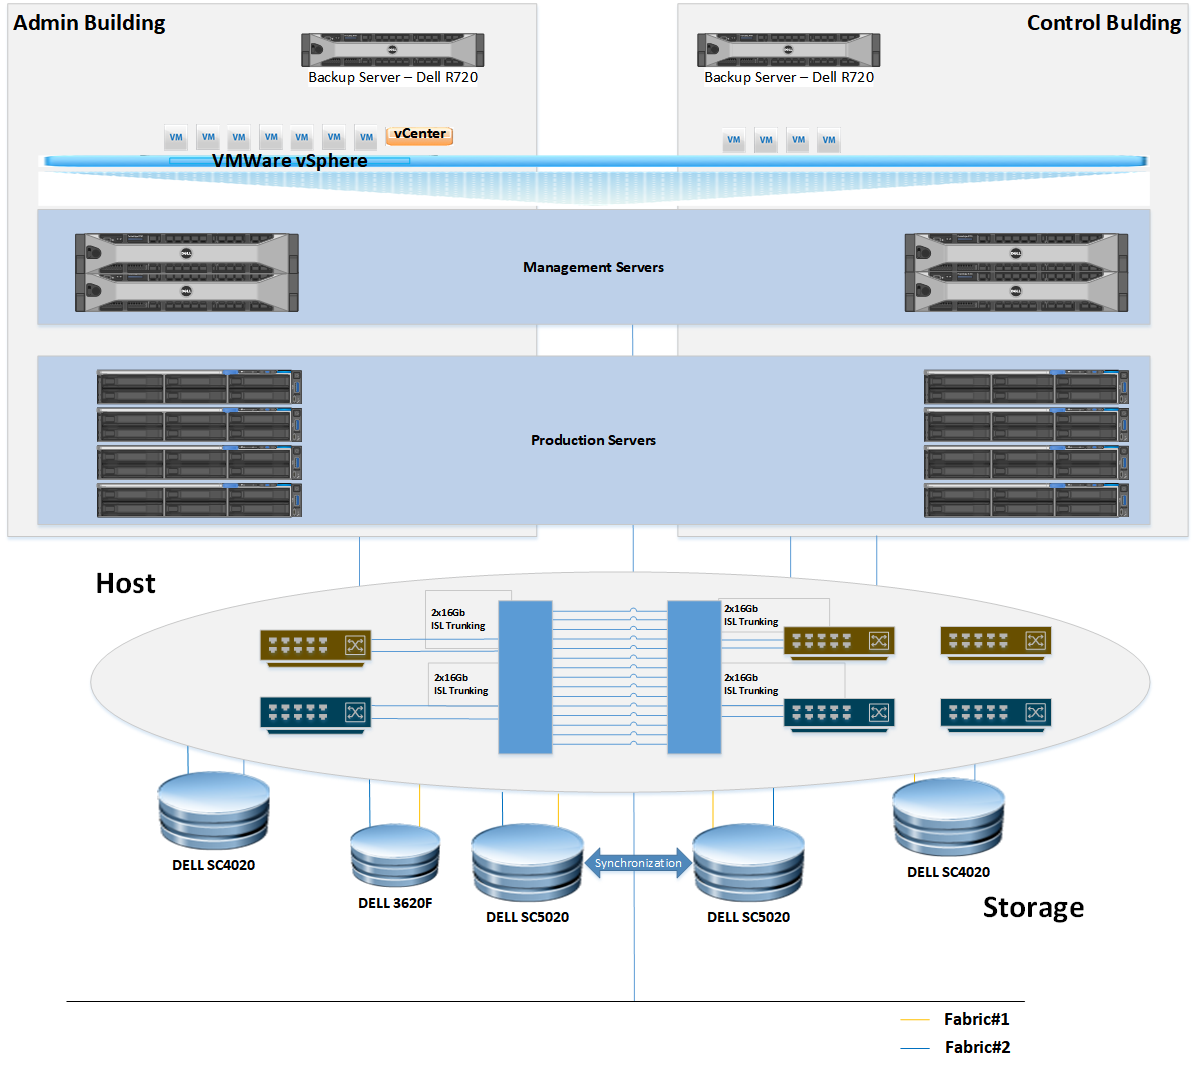 Admin Building
Control Bulding
Backup Server – Dell R720
Backup Server – Dell R720
VM VM VM VM VM VM VM vCenter
VM VM VM VM
VMWare vSphere
Management Servers
Production Servers
Host
2x16Gb
ISL Trunking
2x16Gb
ISL Trunking
2x16Gb
ISL Trunking
2x16Gb
ISL Trunking
DELL SC4020
DELL 3620F
DELL SC5020
Synchronization
DELL SC5020
DELL SC4020
Storage
Fabric#1
Fabric#2